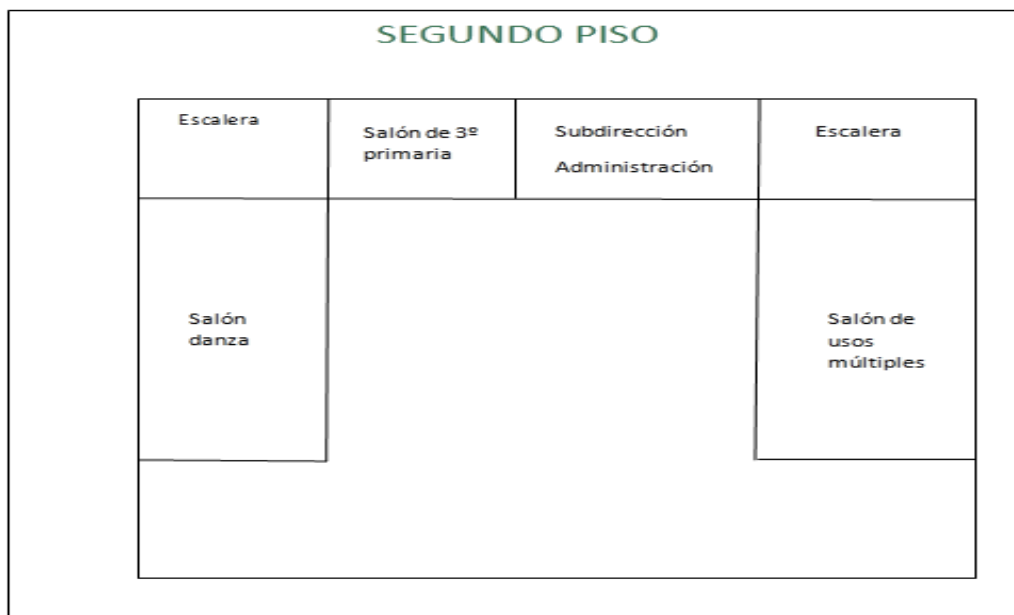 SEGUNDO PISO
Escalera
Salón de 3º
primaria
Subdirección
Administración
Escalera
Salón
danza
Salón de
usos
múltiples